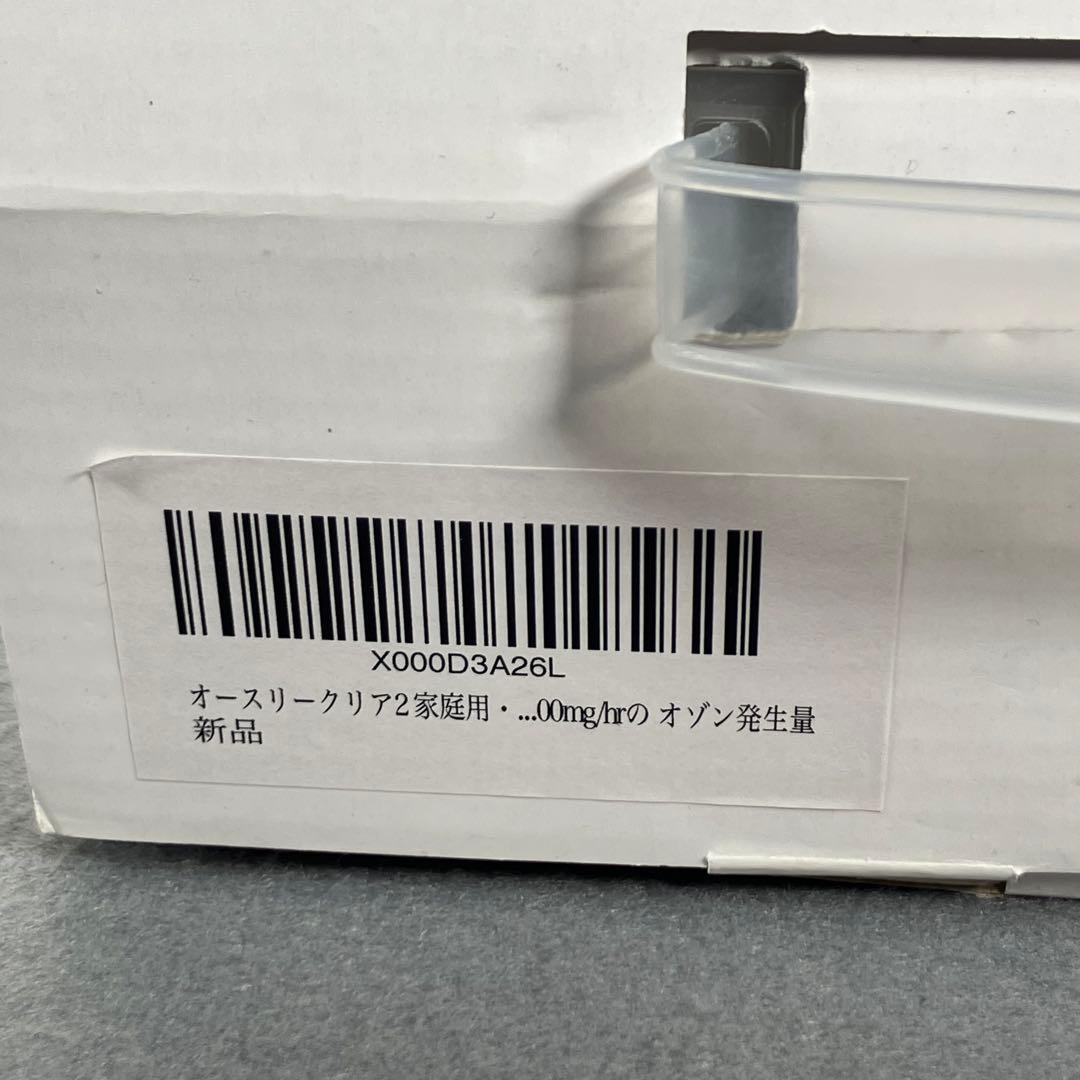 X000D3A26L
オースリークリア2 家庭用・...00mg/hrの オゾン発生量
新品